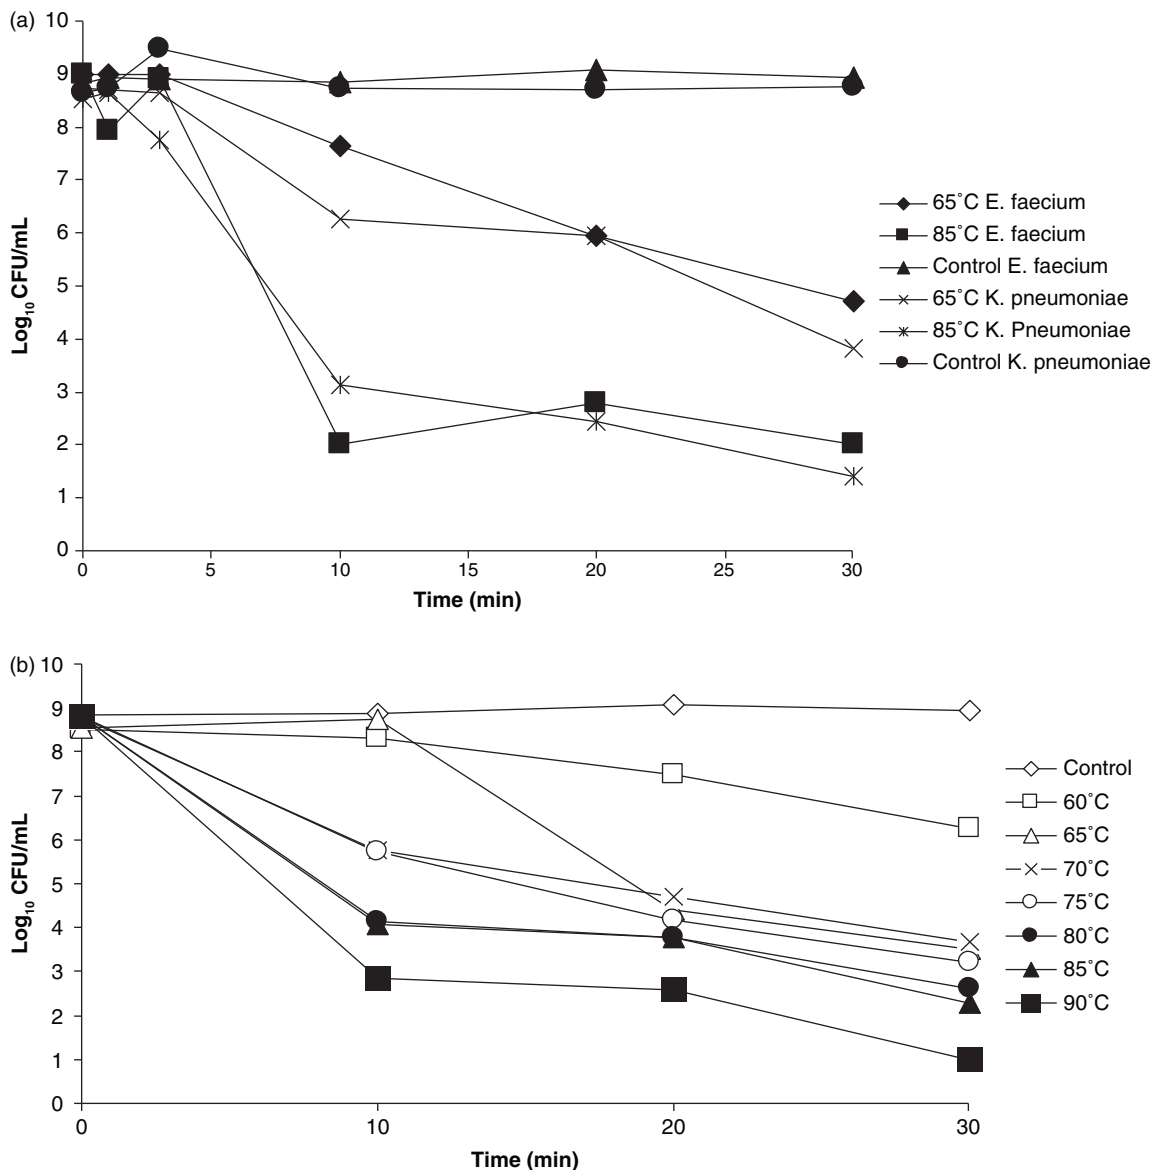 (a)
10
9
8
7
6
5
4
3
2
1
0
Log10 CFU/mL
0 5 10 15 20 25 30
Time (min)
65˚C E. faecium
85˚C E. faecium
Control E. faecium
65˚C K. pneumoniae
85˚C K. Pneumoniae
Control K. pneumoniae
(b)
10
9
8
7
6
5
4
3
2
1
0
Log10 CFU/mL
0 10 20 30
Time (min)
Control
60˚C
65˚C
70˚C
75˚C
80˚C
85˚C
90˚C